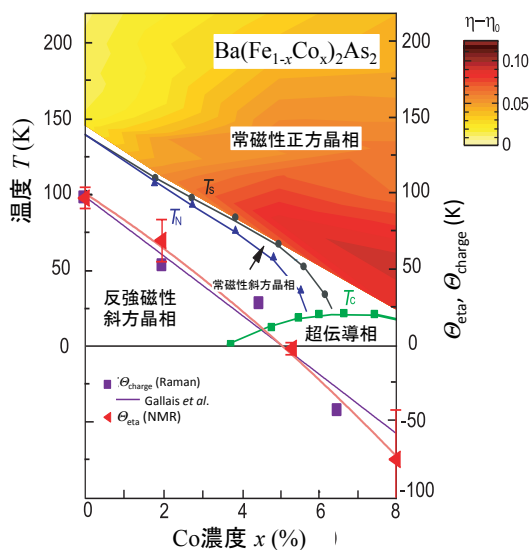 Ba(Fe1-xCox)2As2
η−η0
0.10
0.05
0
200
150
100
50
0
温度 T (K)
100
50
0
-50
-100
Θeta, Θcharge (K)
常磁性正方晶相
TS
TN
常磁性斜方晶相
反強磁性
斜方晶相
TC
超伝導相
Θcharge (Raman)
Gallais et al.
Θeta (NMR)
0
2
4
6
8
Co濃度 x (%)
)